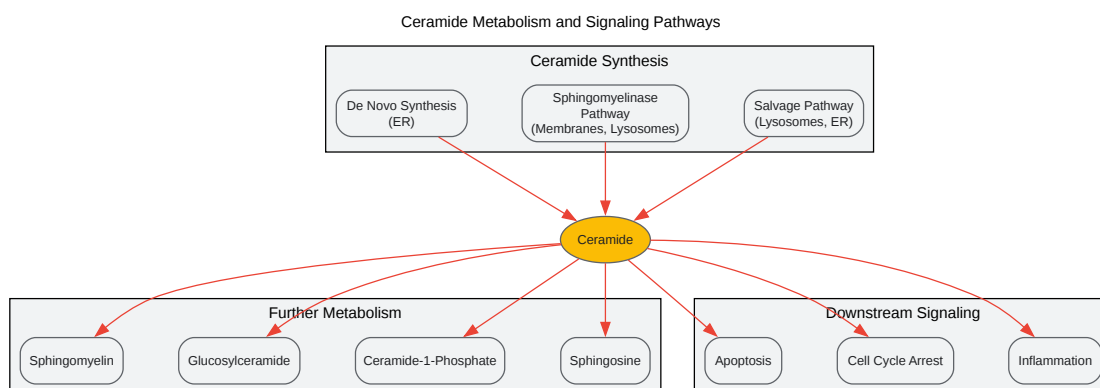 Ceramide Metabolism and Signaling Pathways
Ceramide Synthesis
De Novo Synthesis
(ER)
Sphingomyelinase
Pathway
(Membranes, Lysosomes)
Salvage Pathway
(Lysosomes, ER)
Ceramide
Further Metabolism
Sphingomyelin
Glucosylceramide
Ceramide-1-Phosphate
Sphingosine
Downstream Signaling
Apoptosis
Cell Cycle Arrest
Inflammation